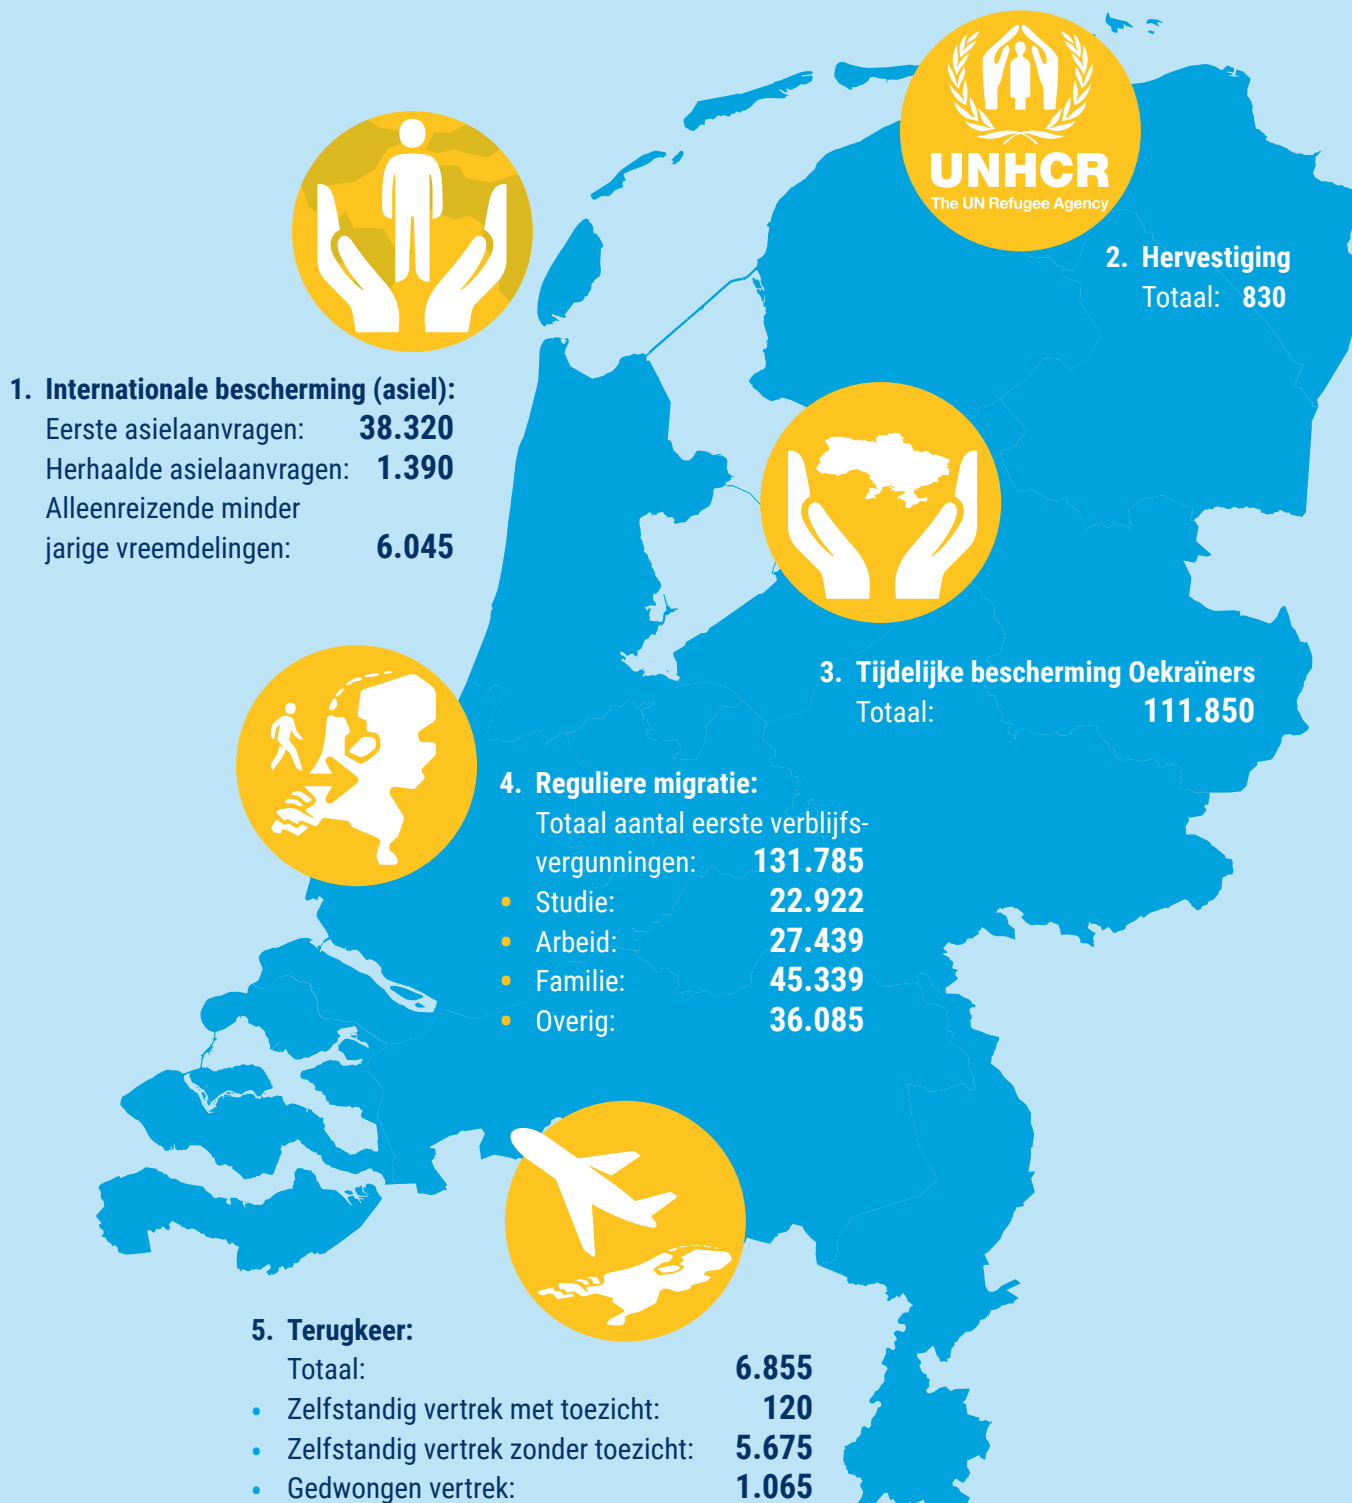 UNHCR
The UN Refugee Agency
2. Hervestiging
Totaal: 830
1. Internationale bescherming (asiel):
Eerste asielaanvragen: 38.320
Herhaalde asielaanvragen: 1.390
Alleenreizende minder
jarige vreemdelingen: 6.045
3. Tijdelijke bescherming Oekraïners
Totaal: 111.850
4. Reguliere migratie:
Totaal aantal eerste verblijfs-
vergunningen: 131.785
• Studie: 22.922
• Arbeid: 27.439
• Familie: 45.339
• Overig: 36.085
5. Terugkeer:
Totaal: 6.855
• Zelfstandig vertrek met toezicht: 120
• Zelfstandig vertrek zonder toezicht: 5.675
• Gedwongen vertrek: 1.065